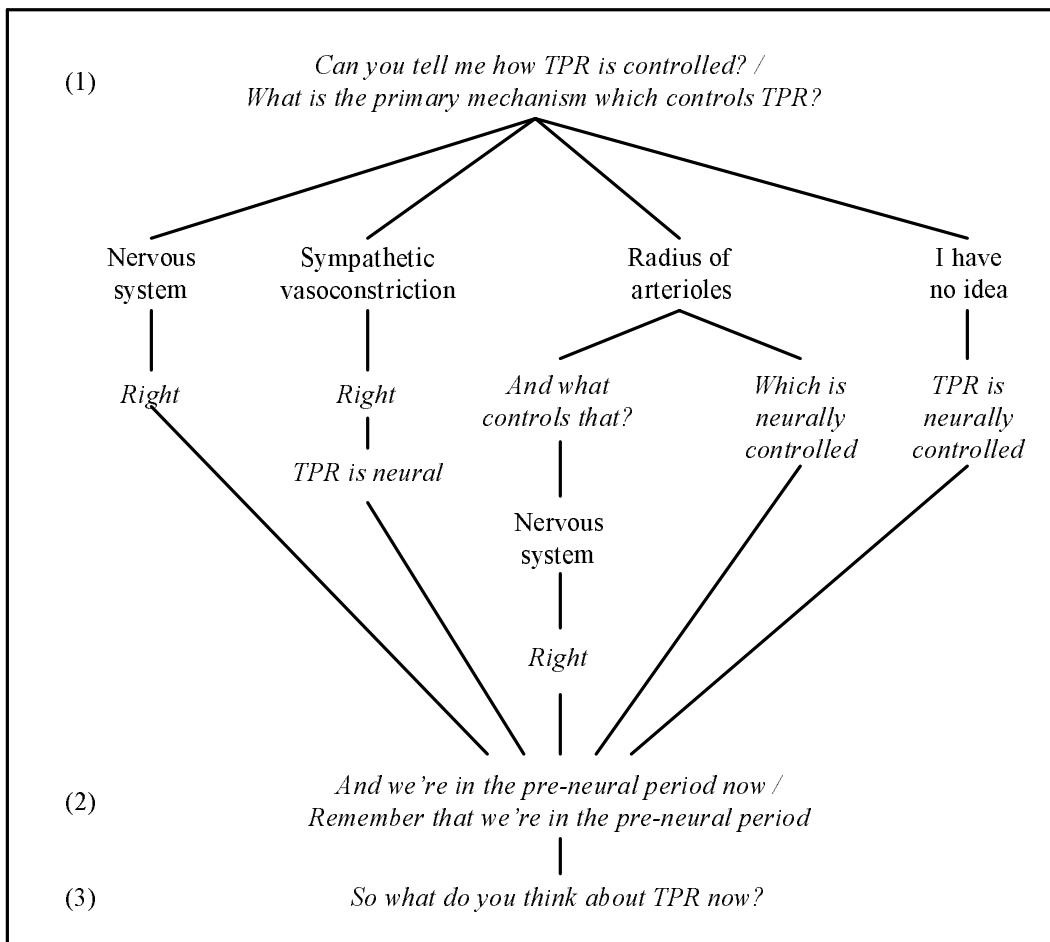 (1)
Can you tell me how TPR is controlled? /
What is the primary mechanism which controls TPR?
Nervous
system
Sympathetic
vasoconstriction
Radius of
arterioles
I have
no idea
Right
Right
And what
controls that?
Which is
neurally
controlled
TPR is
neurally
controlled
TPR is neural
Nervous
system
Right
(2)
And we're in the pre-neural period now /
Remember that we're in the pre-neural period
(3)
So what do you think about TPR now?